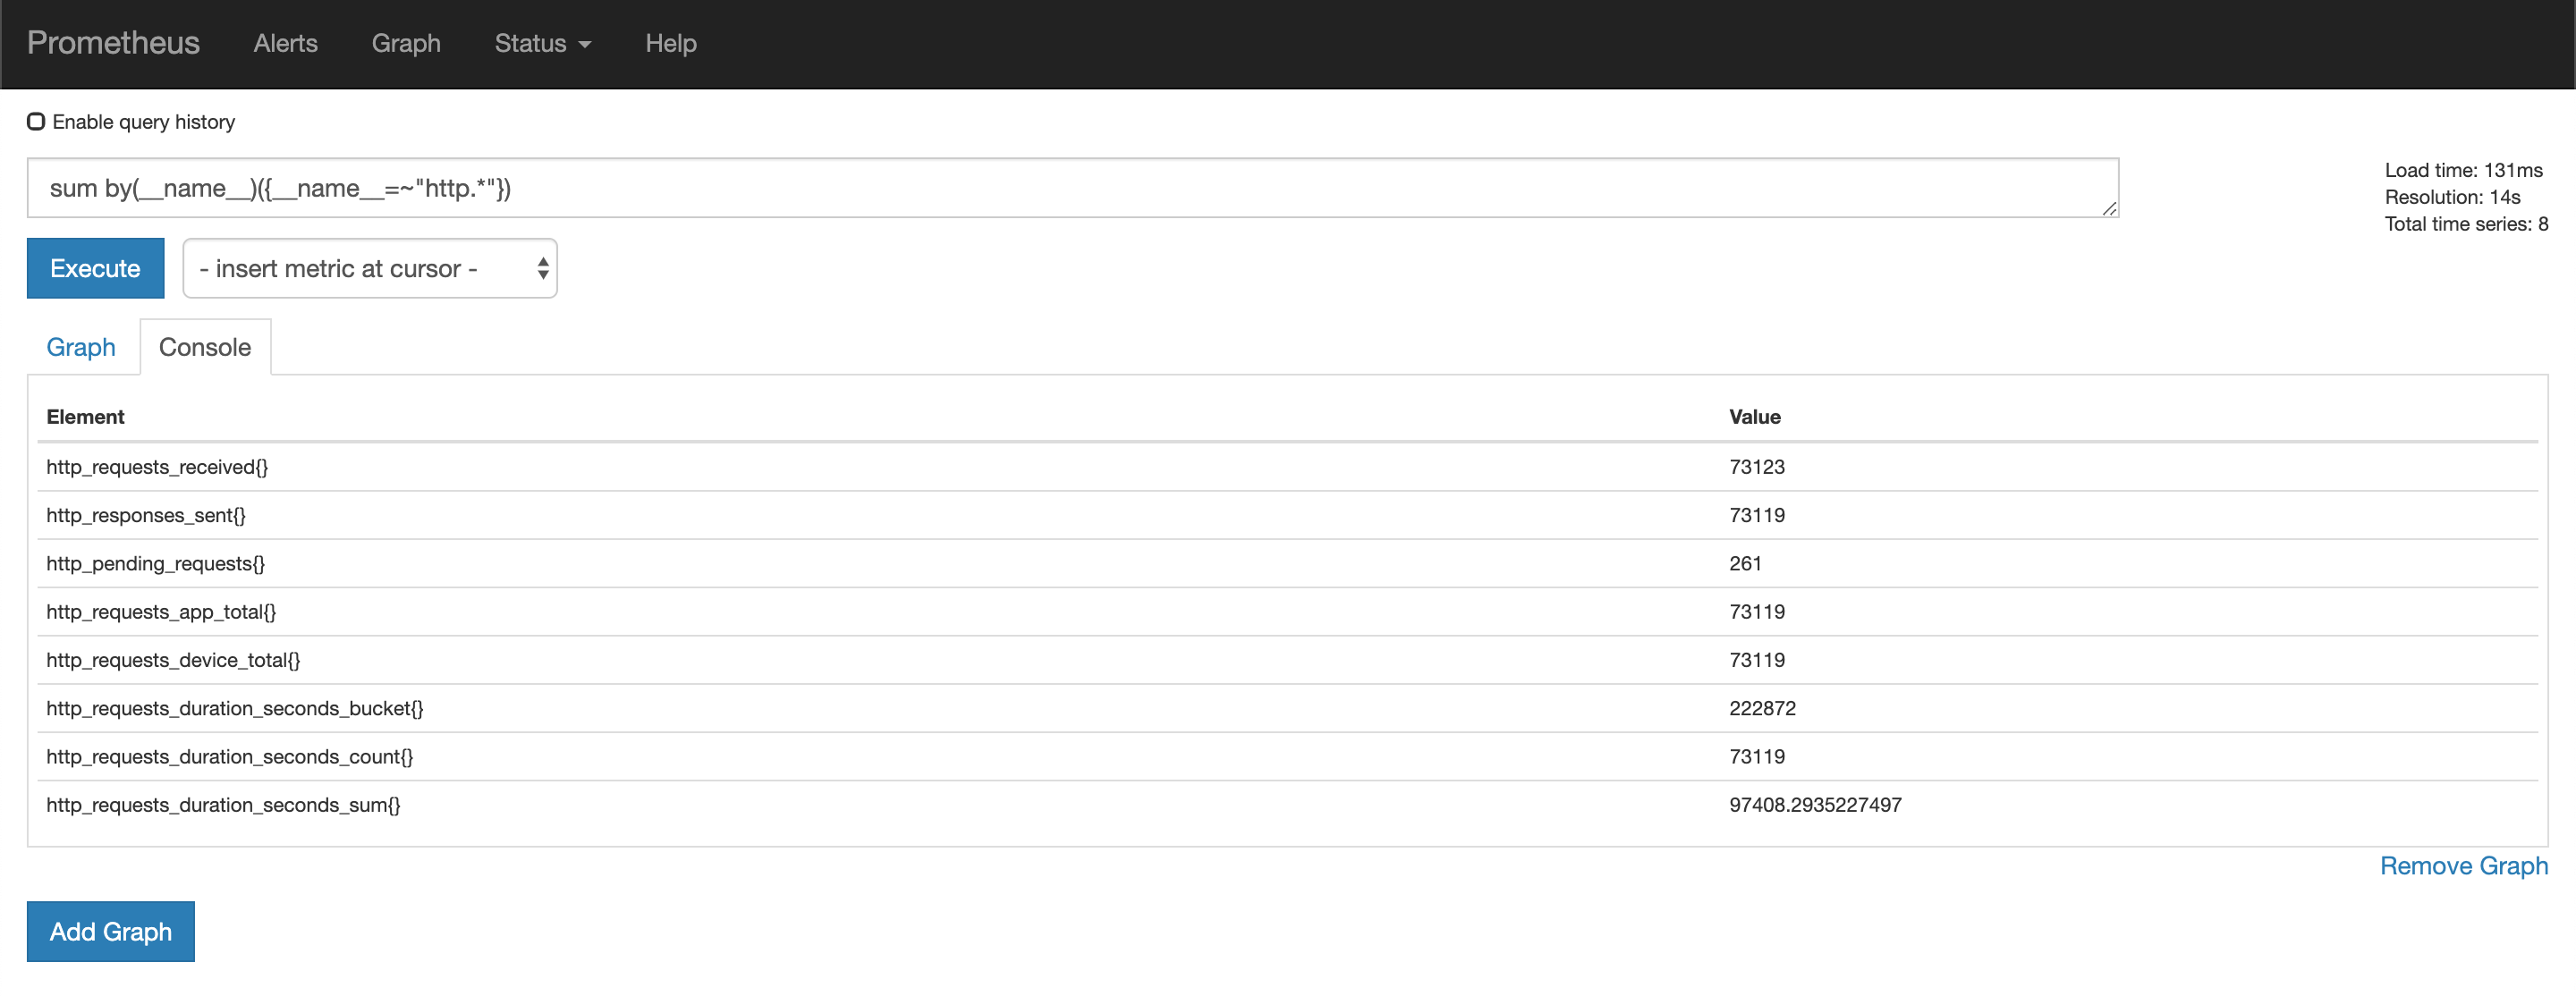 Prometheus Alerts Graph Status Help
Enable query history
sum by(__name__)({__name__=~"http.*"})
Load time: 131ms
Resolution: 14s
Total time series: 8
Execute - insert metric at cursor -
Graph Console
Element Value
http_requests_received{} 73123
http_responses_sent{} 73119
http_pending_requests{} 261
http_requests_app_total{} 73119
http_requests_device_total{} 73119
http_requests_duration_seconds_bucket{} 222872
http_requests_duration_seconds_count{} 73119
http_requests_duration_seconds_sum{} 97408.2935227497
Remove Graph
Add Graph